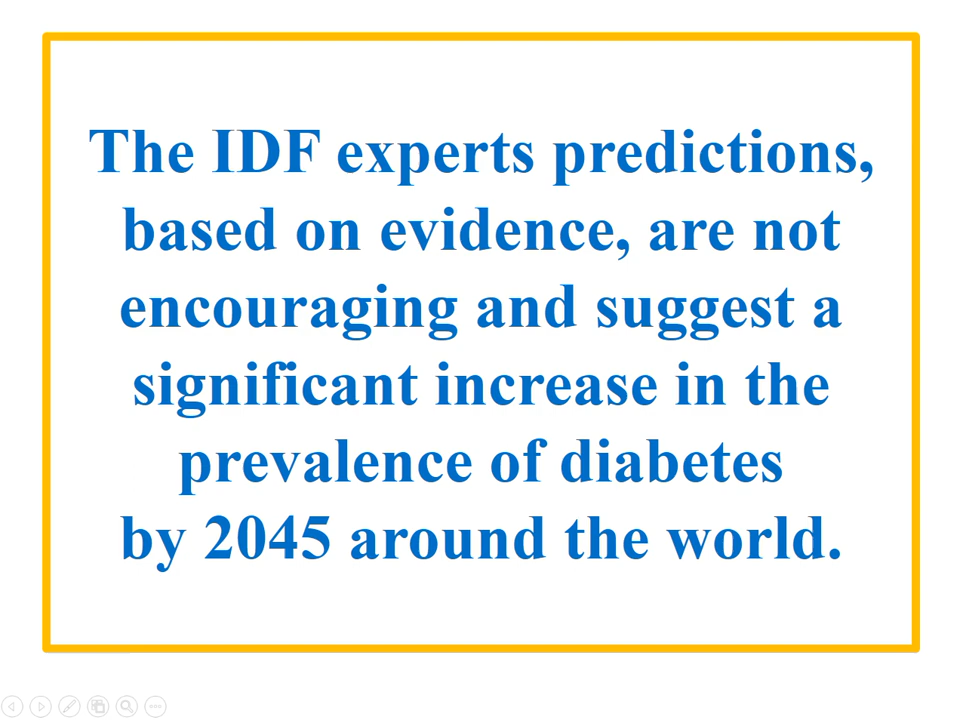 The IDF experts predictions,
based on evidence, are not
encouraging and suggest a
significant increase in the
prevalence of diabetes
by 2045 around the world.